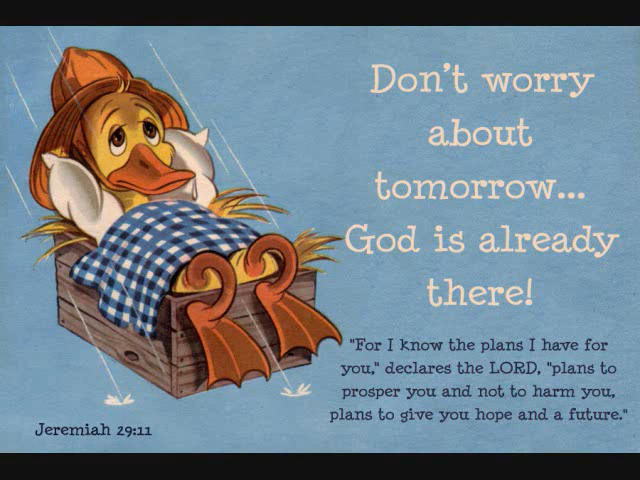 Don't worry
about
tomorrow...
God is already
there!
"For I know the plans I have for
you," declares the LORD, "plans to
prosper you and not to harm you,
plans to give you hope and a future."
Jeremiah 29:11